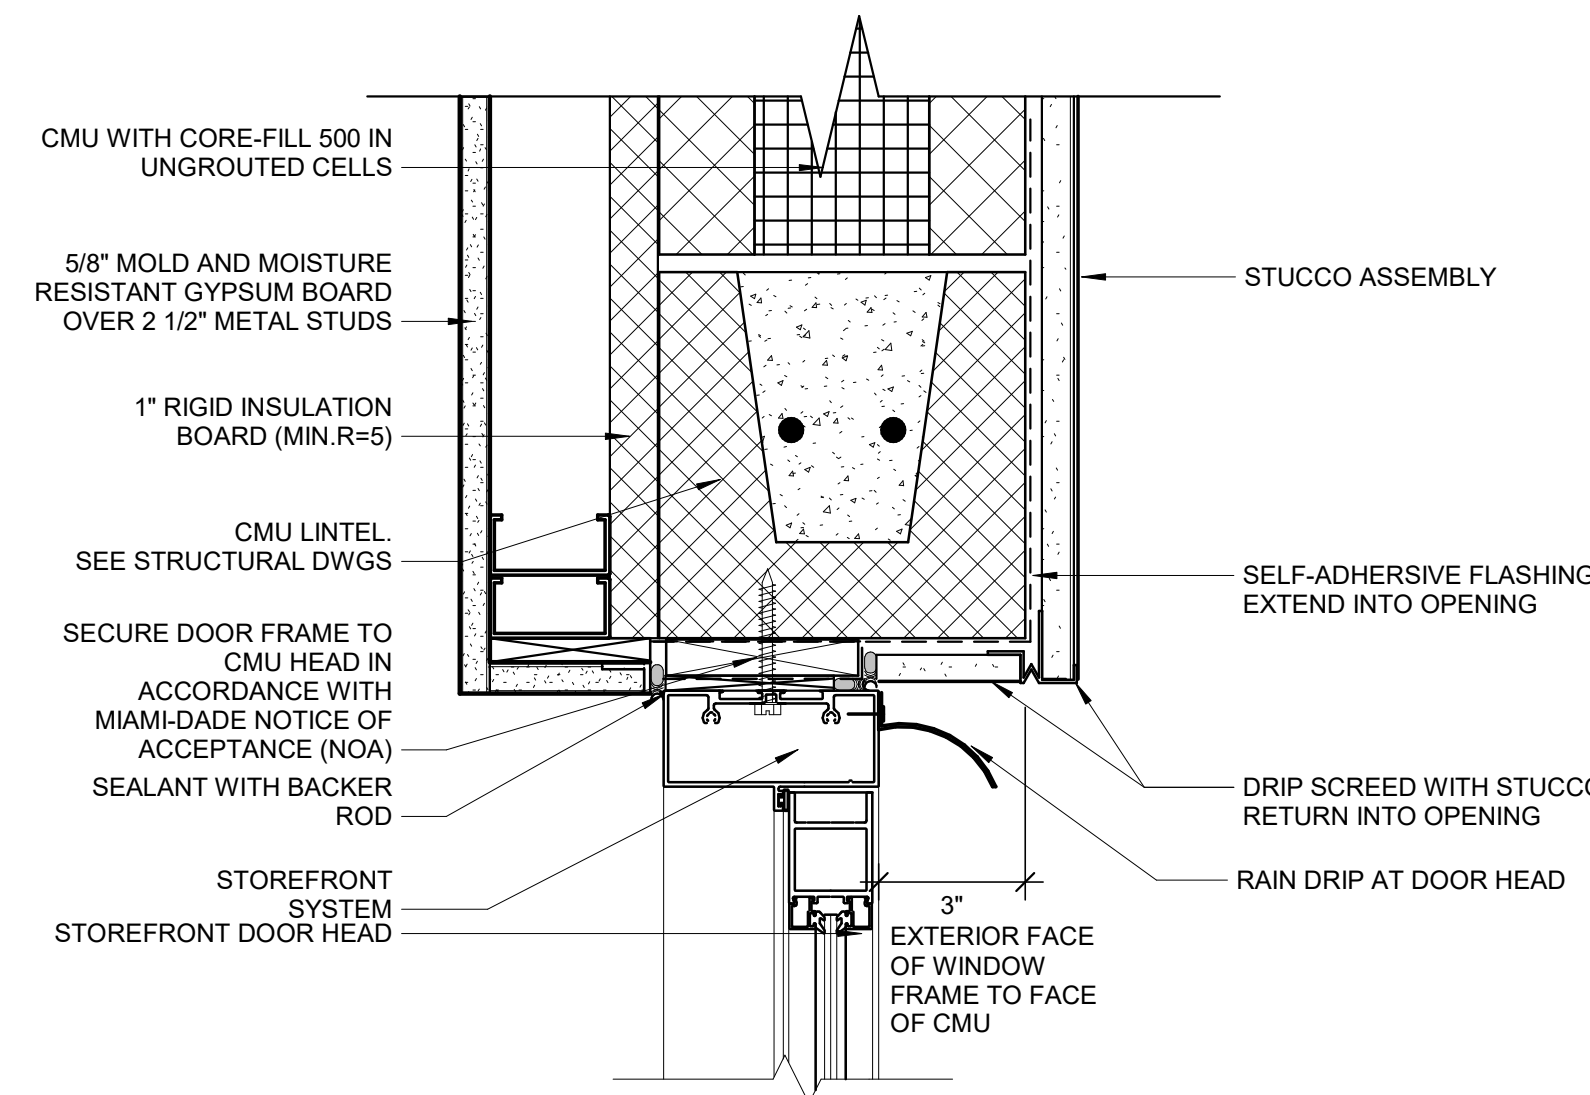 CMU WITH CORE-FILL 500 IN
UNGROUTED CELLS
5/8" MOLD AND MOISTURE
RESISTANT GYPSUM BOARD
OVER 2 1/2" METAL STUDS
1" RIGID INSULATION
BOARD (MIN.R=5)
CMU LINTEL.
SEE STRUCTURAL DWGS
SECURE DOOR FRAME TO
CMU HEAD IN
ACCORDANCE WITH
MIAMI-DADE NOTICE OF
ACCEPTANCE (NOA)
SEALANT WITH BACKER
ROD
STOREFRONT
SYSTEM
STOREFRONT DOOR HEAD
STUCCO ASSEMBLY
SELF-ADHERSIVE FLASHING
EXTEND INTO OPENING
DRIP SCREED WITH STUCCO
RETURN INTO OPENING
RAIN DRIP AT DOOR HEAD
3"
EXTERIOR FACE
OF WINDOW
FRAME TO FACE
OF CMU